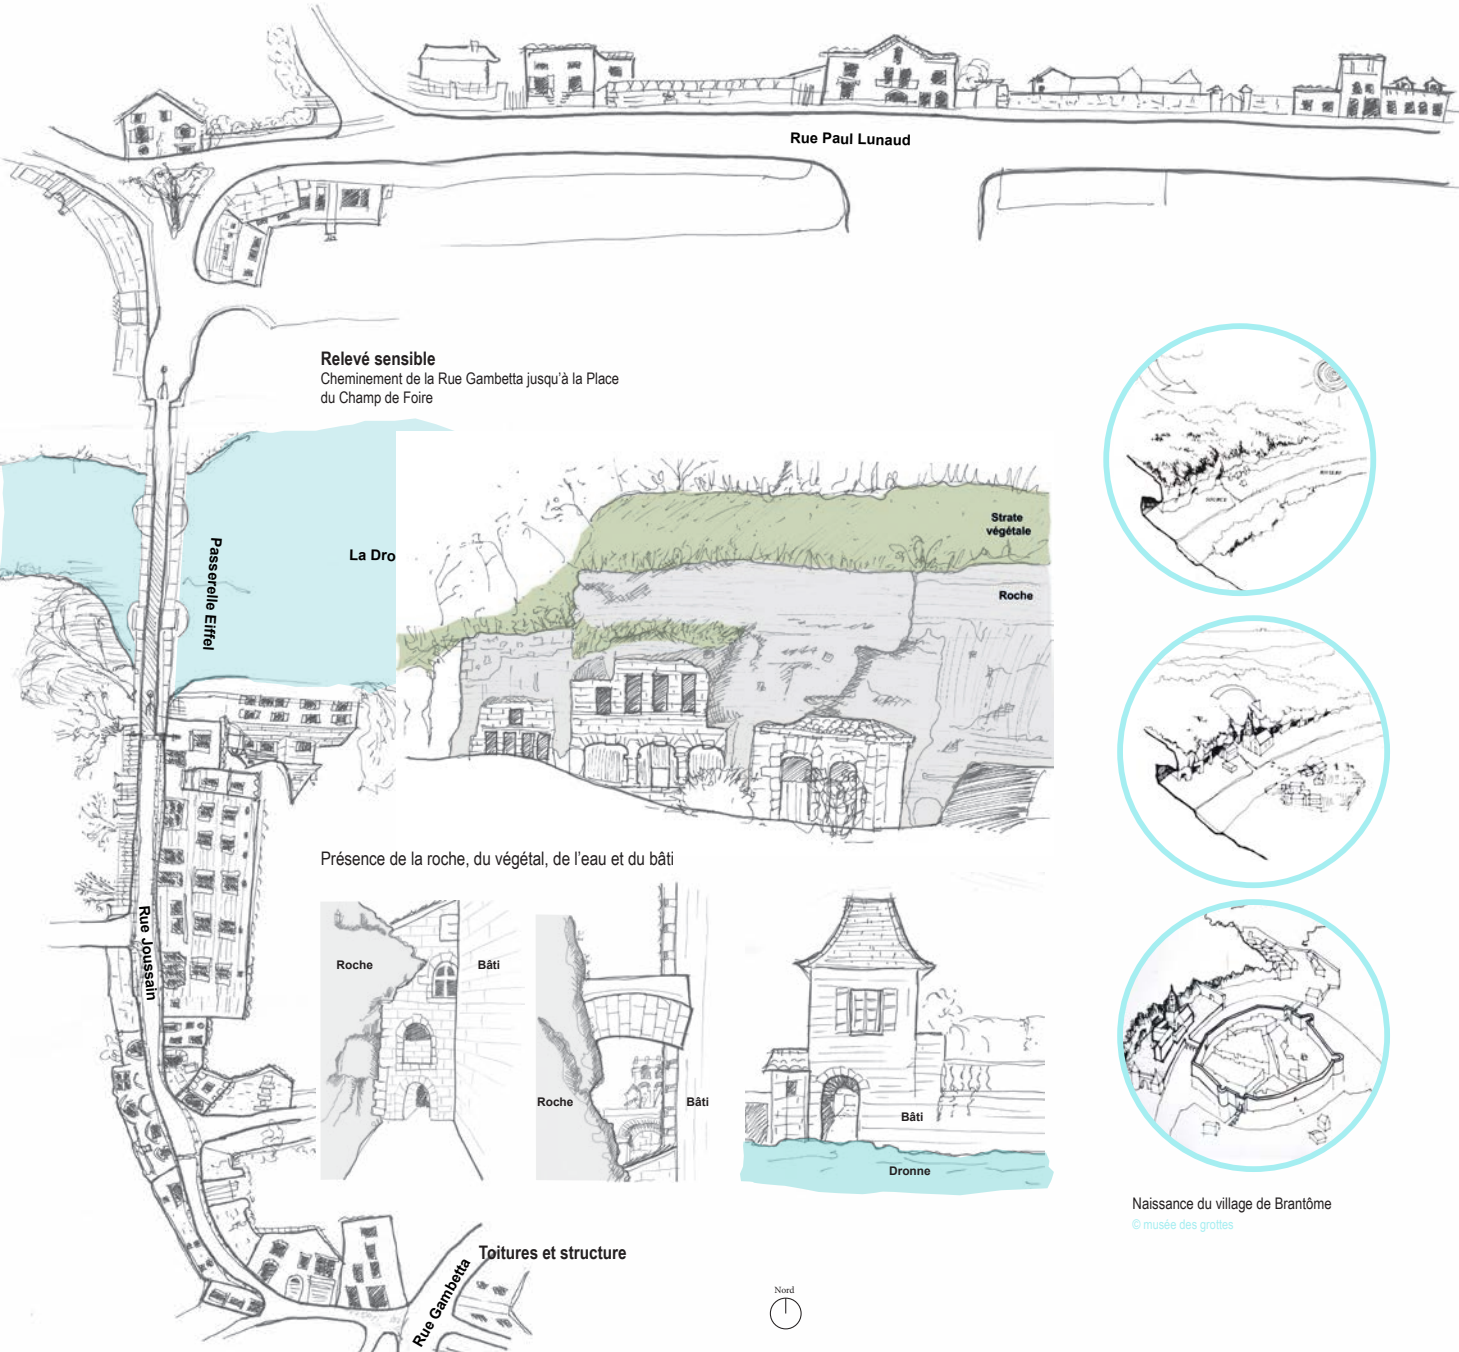 Rue Paul Lunaud
Relevé sensible
Cheminement de la Rue Gambetta jusqu'à la Place
du Champ de Foire
Passerelle Eiffel
La Dro
Strate
végétale
Roche
SOURCE
Présence de la roche, du végétal, de l'eau et du bâti
Rue Joussain
Roche
Bâti
Roche
Bâti
Bâti
Dronne
Naissance du village de Brantôme
© musée des grottes
Toitures et structure
Rue Gambetta
Nord